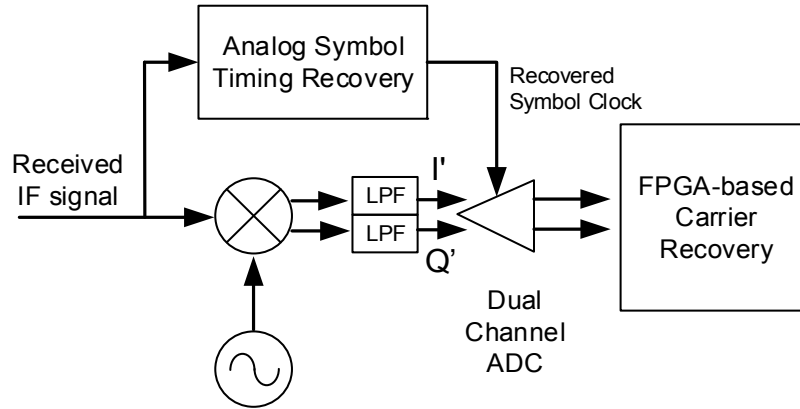 Analog Symbol
Timing Recovery
Recovered
Symbol Clock
Received
IF signal
LPF
LPF
I'
Q’
FPGA-based
Carrier
Recovery
Dual
Channel
ADC